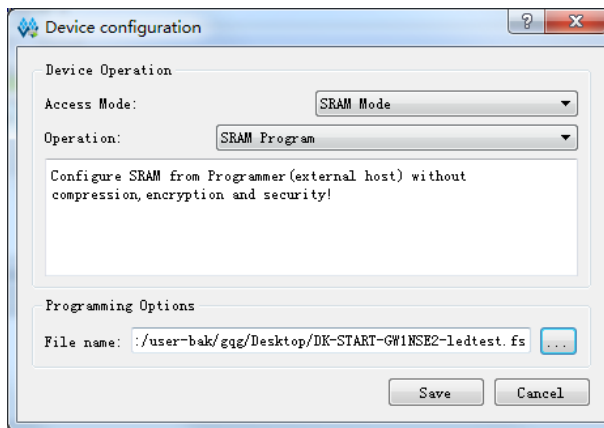 Device configuration
Device Operation
Access Mode: SRAM Mode
Operation: SRAM Program
Configure SRAM from Programmer(external host) without
compression, encryption and security!
Programming Options
File name: :/user-bak/gqg/Desktop/DK-START-GW1NSE2-ledtest.fs ...
Save Cancel